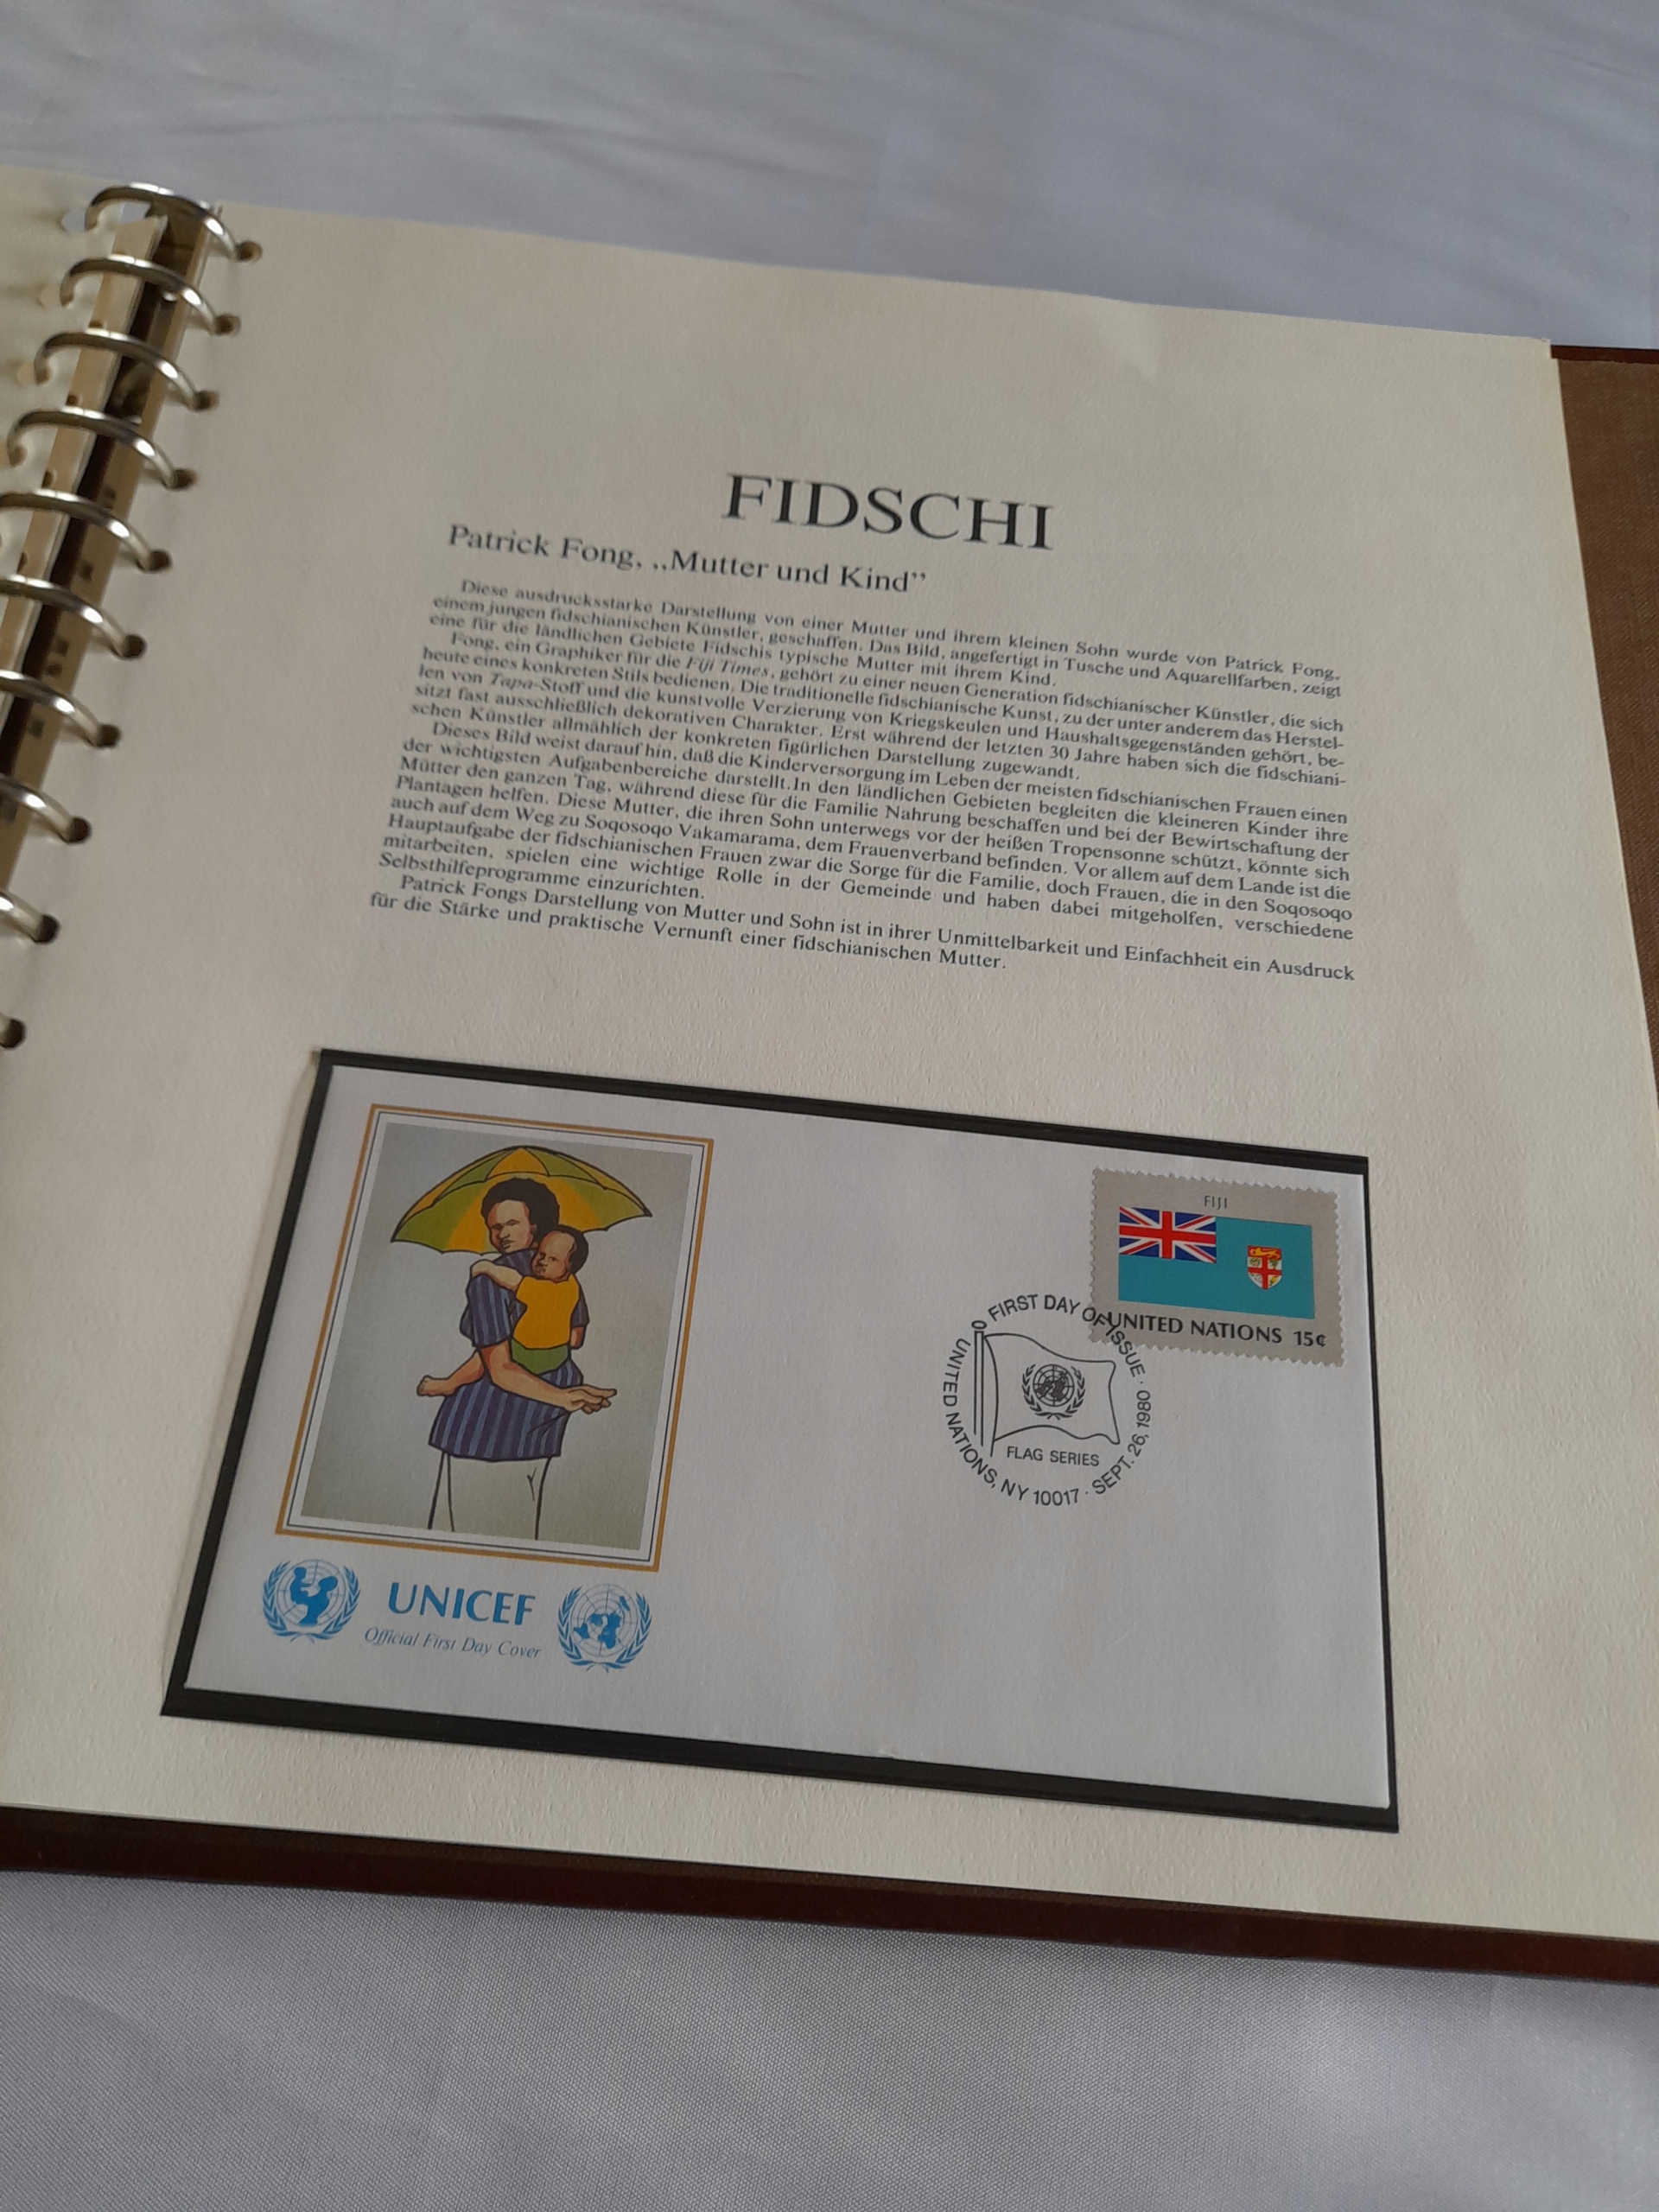 FIDSCHI
Patrick Fong, „Mutter und Kind”
Diese ausdrucksstarke Darstellung von einer Mutter und ihrem kleinen Sohn wurde von Patrick Fong,
einem jungen fidschianischen Künstler, geschaffen. Das Bild, angefertigt in Tusche und Aquarellfarben, zeigt
eine für die ländlichen Gebiete Fidschis typische Mutter mit ihrem Kind.
Fong, ein Graphiker für die Fiji Times, gehört zu einer neuen Generation fidschianischer Künstler, die sich
heute eines konkreten Stils bedienen. Die traditionelle fidschianische Kunst, zu der unter anderem das Herstel-
len von Tapa-Stoff und die kunstvolle Verzierung von Kriegskeulen und Haushaltsgegenständen gehört, be-
sitzt fast ausschließlich dekorativen Charakter. Erst während der letzten 30 Jahre haben sich die fidschiani-
schen Künstler allmählich der konkreten figürlichen Darstellung zugewandt.
Dieses Bild weist darauf hin, daß die Kinderversorgung im Leben der meisten fidschianischen Frauen einen
der wichtigsten Aufgabenbereiche darstellt. In den ländlichen Gebieten begleiten die kleineren Kinder ihre
Mütter den ganzen Tag, während diese für die Familie Nahrung beschaffen und bei der Bewirtschaftung der
Plantagen helfen. Diese Mutter, die ihren Sohn unterwegs vor der heißen Tropensonne schützt, könnte sich
auch auf dem Weg zu Soqosoqo Vakamarama, dem Frauenverband befinden. Vor allem auf dem Lande ist die
Hauptaufgabe der fidschianischen Frauen zwar die Sorge für die Familie, doch Frauen, die in den Soqosoqo
mitarbeiten, spielen eine wichtige Rolle in der Gemeinde und haben dabei mitgeholfen, verschiedene
Selbsthilfeprogramme einzurichten.
Patrick Fongs Darstellung von Mutter und Sohn ist in ihrer Unmittelbarkeit und Einfachheit ein Ausdruck
für die Stärke und praktische Vernunft einer fidschianischen Mutter.
FIJI
UNITED NATIONS 15¢
FIRST DAY OF ISSUE · SEPT. 26, 1980
UNITED NATIONS, NY 10017 ·
FLAG SERIES
UNICEF
Official First Day Cover